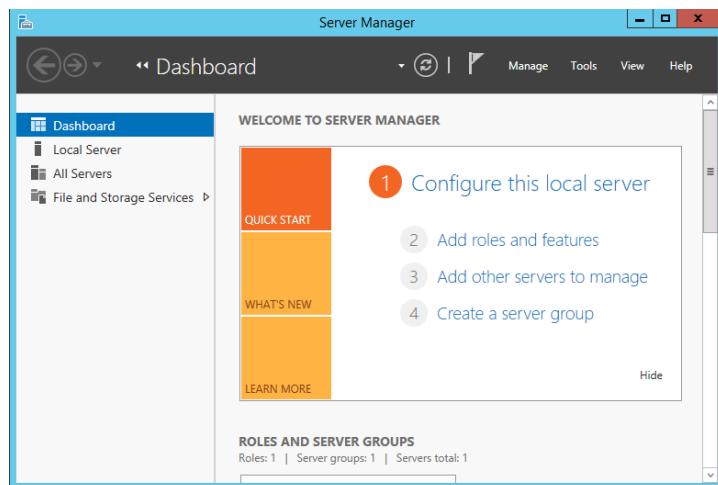 Server Manager
Dashboard
Manage Tools View Help
Dashboard
Local Server
All Servers
File and Storage Services
WELCOME TO SERVER MANAGER
QUICK START
WHAT'S NEW
LEARN MORE
1 Configure this local server
2 Add roles and features
3 Add other servers to manage
4 Create a server group
Hide
ROLES AND SERVER GROUPS
Roles: 1 | Server groups: 1 | Servers total: 1